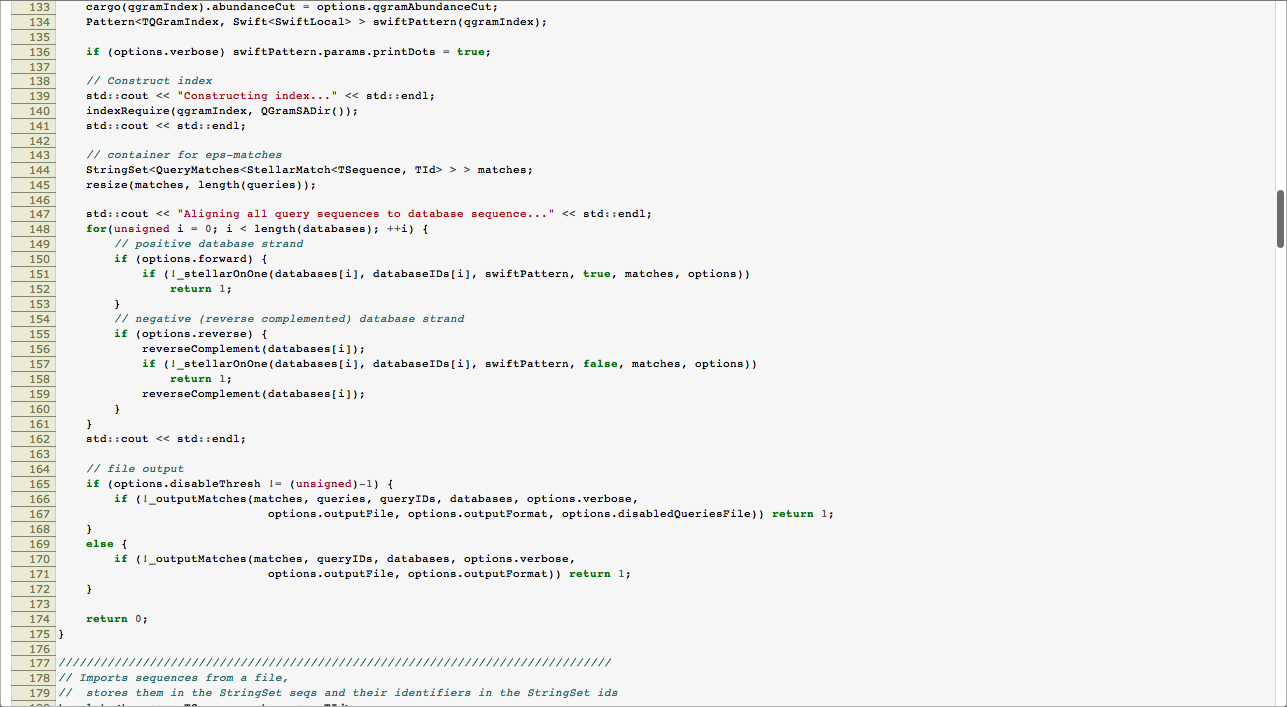 133     cargo(qgramIndex).abundanceCut = options.qgramAbundanceCut;
134     Pattern<TQGramIndex, Swift<SwiftLocal> > swiftPattern(qgramIndex);
135
136     if (options.verbose) swiftPattern.params.printDots = true;
137
138     // Construct index
139     std::cout << "Constructing index..." << std::endl;
140     indexRequire(qgramIndex, QGramSADir());
141     std::cout << std::endl;
142
143     // container for eps-matches
144     StringSet<QueryMatches<StellarMatch<TSequence, TId> > > matches;
145     resize(matches, length(queries));
146
147     std::cout << "Aligning all query sequences to database sequence..." << std::endl;
148     for(unsigned i = 0; i < length(databases); ++i) {
149         // positive database strand
150         if (options.forward) {
151             if (!_stellarOnOne(databases[i], databaseIDs[i], swiftPattern, true, matches, options))
152                 return 1;
153         }
154         // negative (reverse complemented) database strand
155         if (options.reverse) {
156             reverseComplement(databases[i]);
157             if (!_stellarOnOne(databases[i], databaseIDs[i], swiftPattern, false, matches, options))
158                 return 1;
159             reverseComplement(databases[i]);
160         }
161     }
162     std::cout << std::endl;
163
164     // file output
165     if (options.disableThresh != (unsigned)-1) {
166         if (!_outputMatches(matches, queries, queryIDs, databases, options.verbose,
167                               options.outputFile, options.outputFormat, options.disabledQueriesFile)) return 1;
168     }
169     else {
170         if (!_outputMatches(matches, queryIDs, databases, options.verbose,
171                               options.outputFile, options.outputFormat)) return 1;
172     }
173
174     return 0;
175 }
176
177 ///////////////////////////////////////////////////////////////////////////////
178 // Imports sequences from a file,
179 //  stores them in the StringSet seqs and their identifiers in the StringSet ids